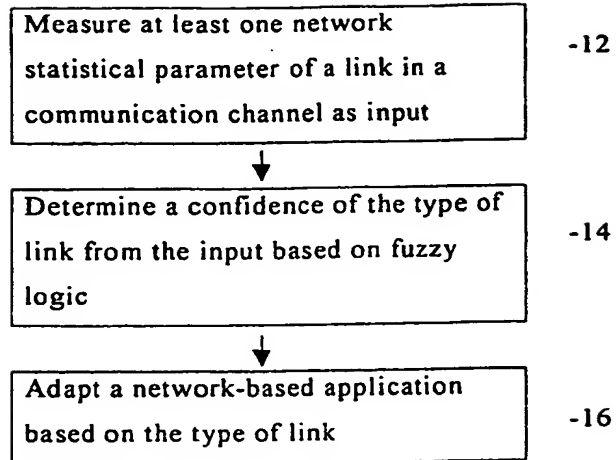 Measure at least one network
statistical parameter of a link in a
communication channel as input
-12
Determine a confidence of the type of
link from the input based on fuzzy
logic
-14
Adapt a network-based application
based on the type of link
-16